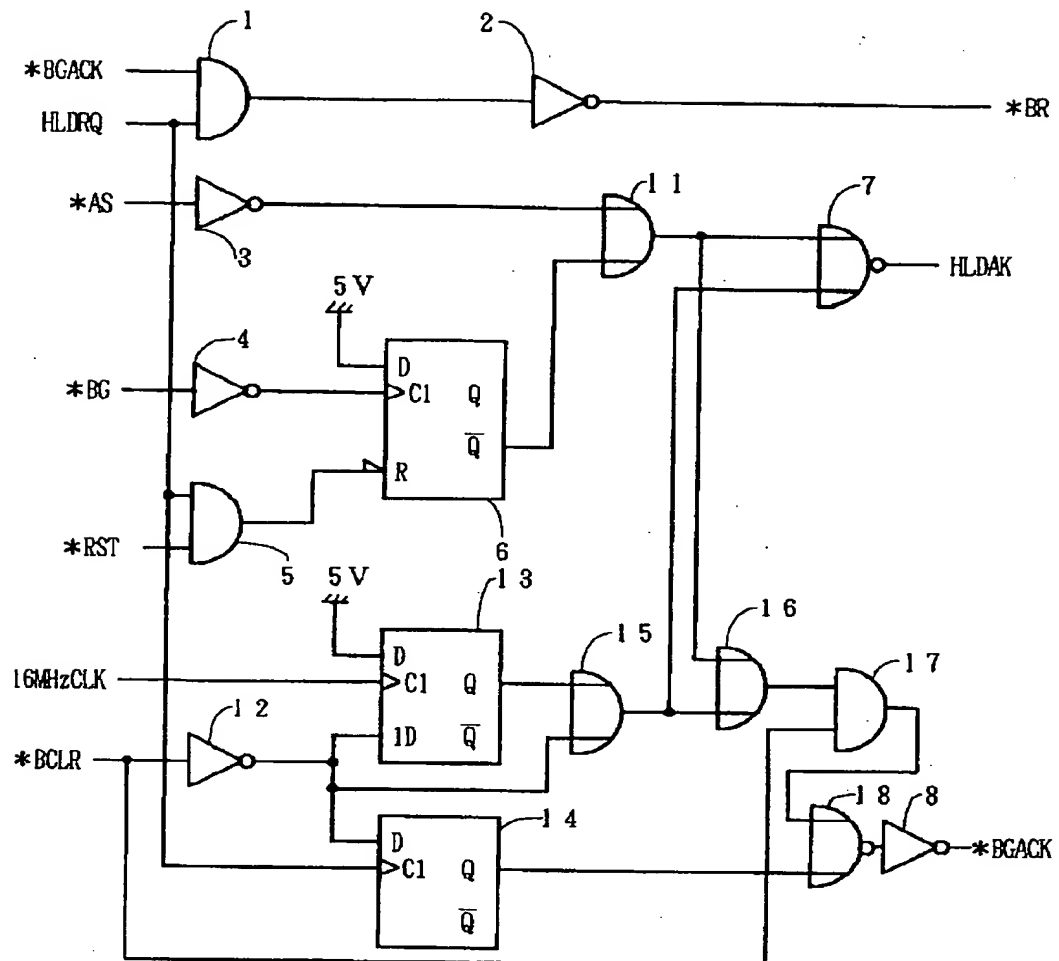 1
2
*BGACK
HLDRQ
*BR
*AS
3
1 1
7
HLDAK
5 V
4
*BG
D
C1
Q
Q̅
R
*RST
5
6
5 V
1 3
D
16MHzCLK
C1
Q
1D
Q̅
1 5
1 6
1 7
1 2
*BCLR
1 4
D
C1
Q
Q̅
1 8
8
*BGACK